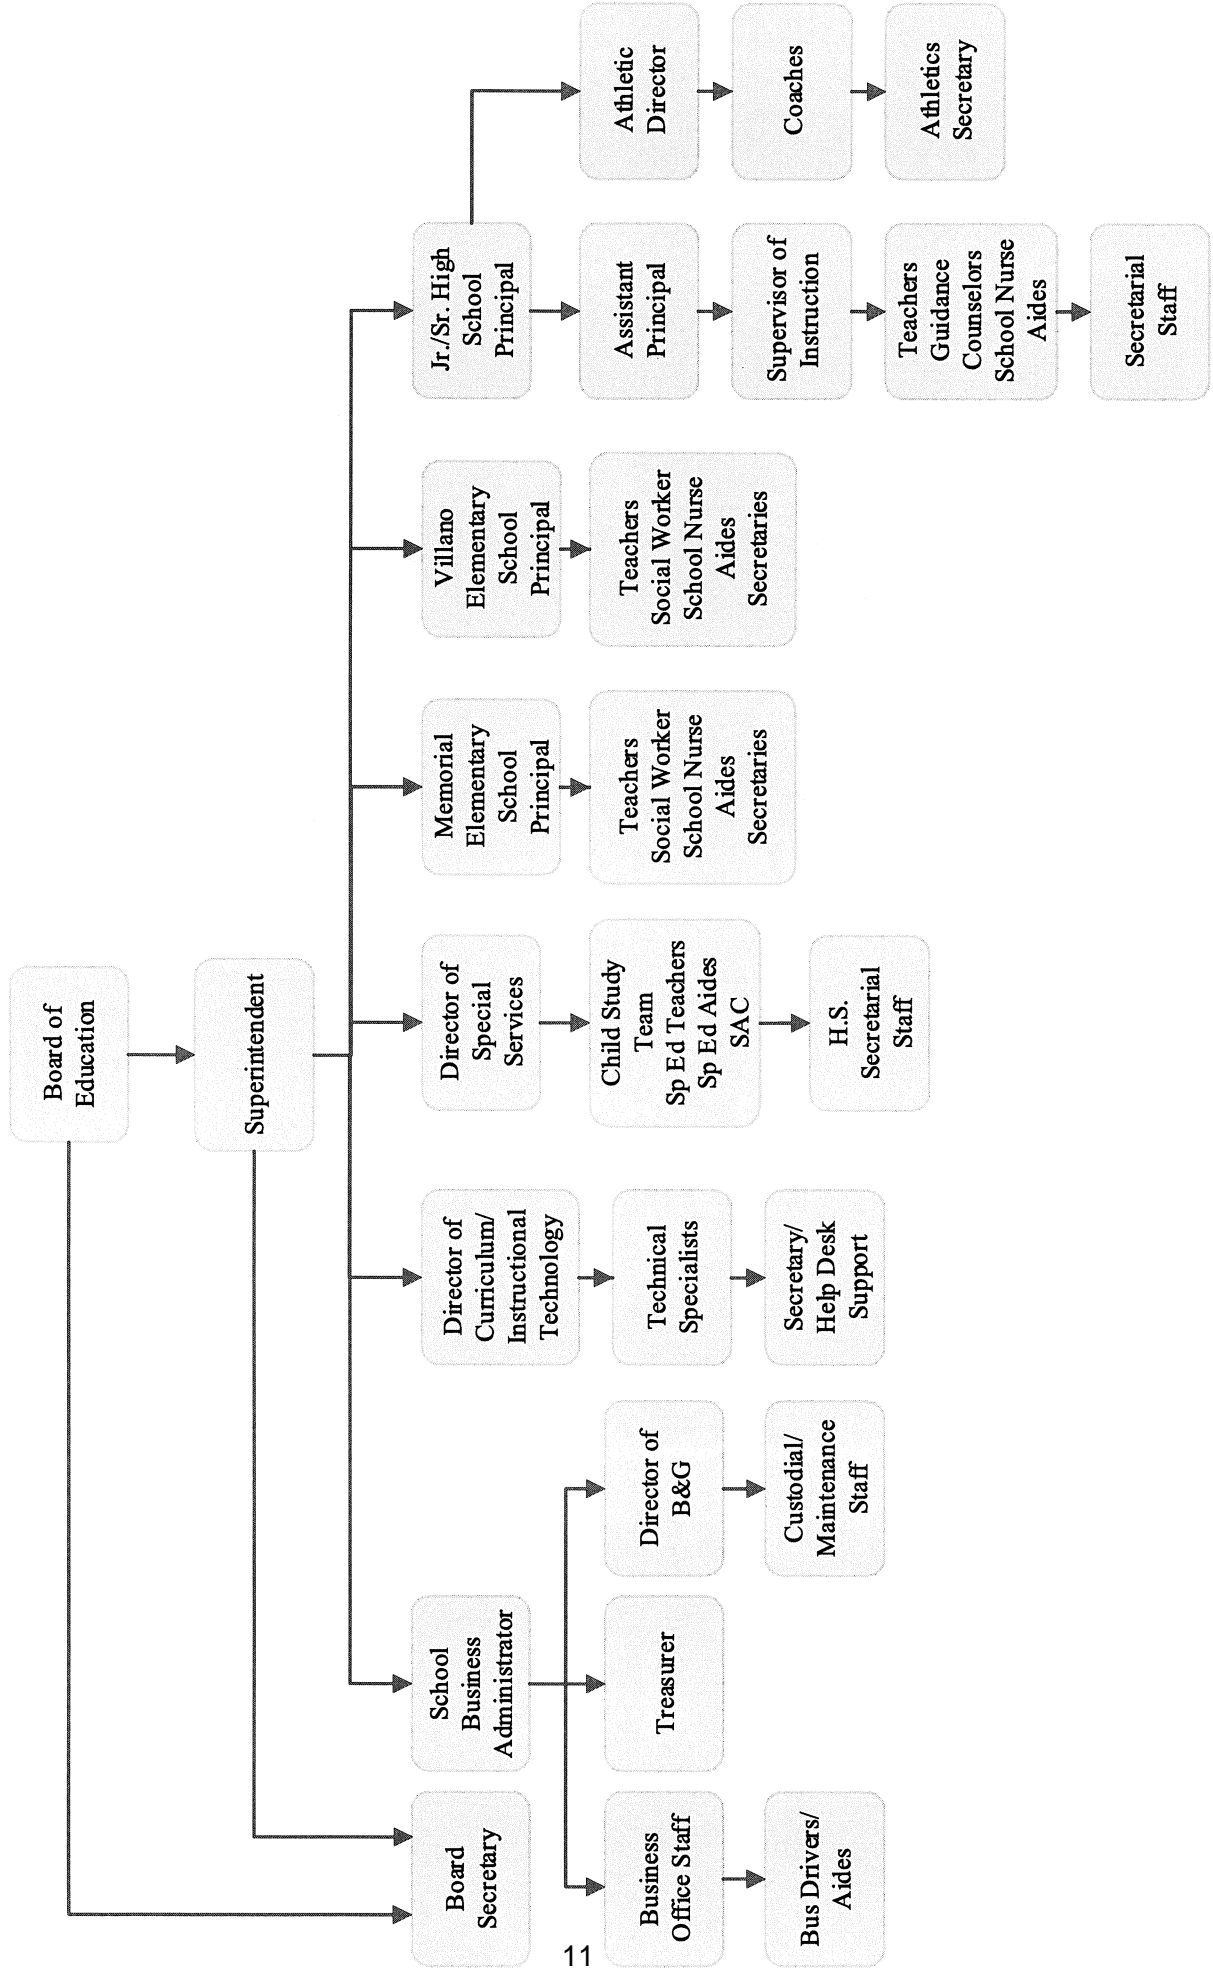 Board of
Education
Superintendent
Board
Secretary
School
Business
Administrator
Director of
Curriculum/
Instructional
Technology
Director of
Special
Services
Memorial
Elementary
School
Principal
Villano
Elementary
School
Principal
Jr./Sr. High
School
Principal
Business
Office Staff
Treasurer
Director of
B&G
Technical
Specialists
Child Study
Team
Sp Ed Teachers
Sp Ed Aides
SAC
Teachers
Social Worker
School Nurse
Aides
Secretaries
Teachers
Social Worker
School Nurse
Aides
Secretaries
Assistant
Principal
Athletic
Director
Bus Drivers/
Aides
Custodial/
Maintenance
Staff
Secretary/
Help Desk
Support
H.S.
Secretarial
Staff
Supervisor of
Instruction
Coaches
Teachers
Guidance
Counselors
School Nurse
Aides
Athletics
Secretary
Secretarial
Staff
11